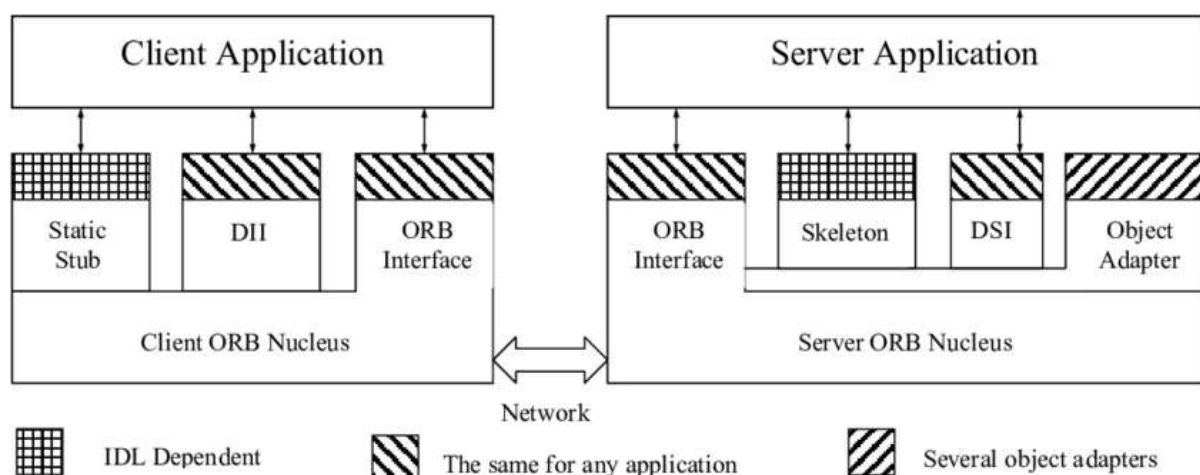 Client Application
Server Application
Static
Stub
DII
ORB
Interface
ORB
Interface
Skeleton
DSI
Object
Adapter
Client ORB Nucleus
Server ORB Nucleus
Network
IDL Dependent
The same for any application
Several object adapters